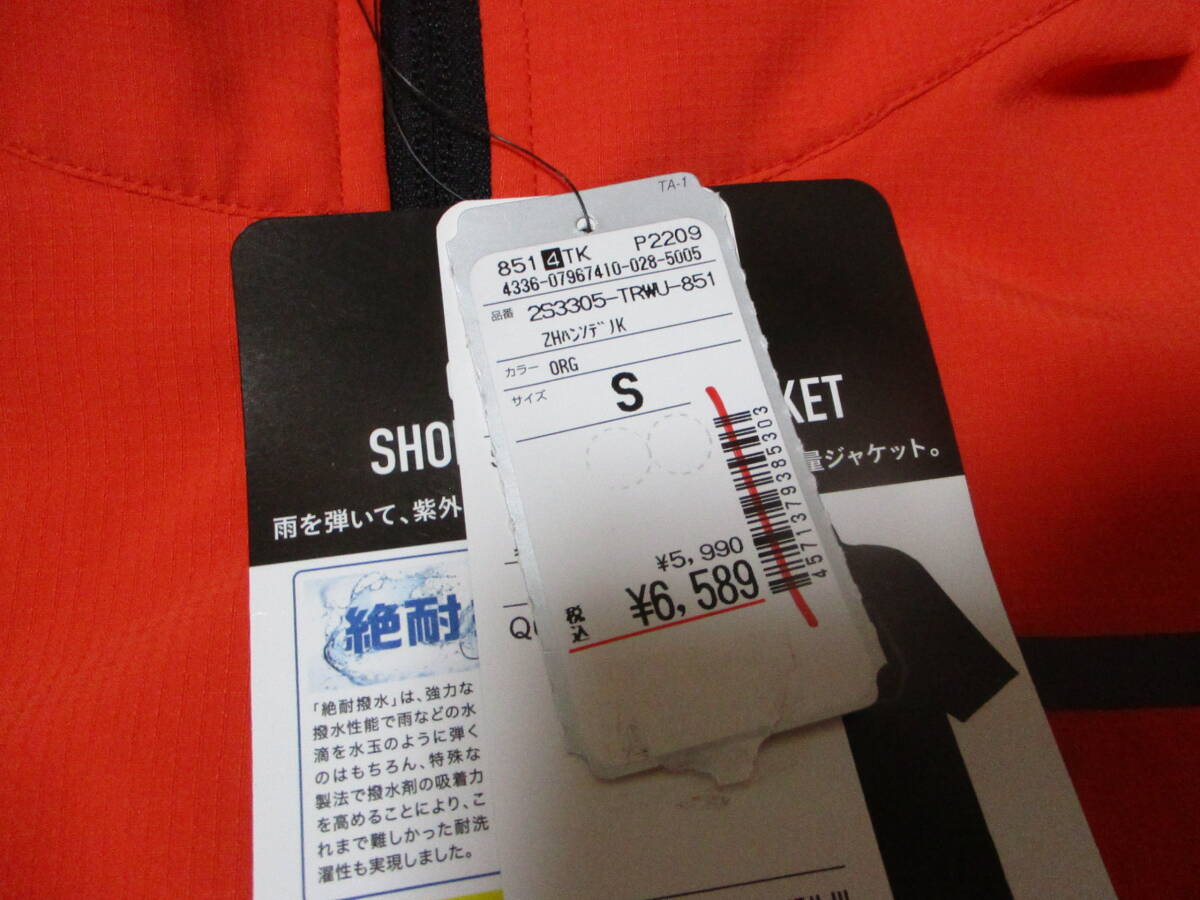 TA-1
851 4TK P2209
4336-07967410-028-5005
品番 2S3305-TRWU-851
ZHﾊﾝｿﾃﾞJK
カラー ORG
サイズ S
4571379385303
¥5,990
税込 ¥6,589
SHO
KET
雨を弾いて、紫外
量ジャケット。
絶耐
「絶耐撥水」は、強力な
撥水性能で雨などの水
滴を水玉のように弾く
のはもちろん、特殊な
製法で撥水剤の吸着力
を高めることにより、こ
れまで難しかった耐洗
濯性も実現しました。